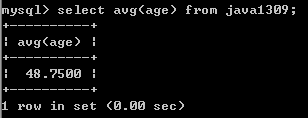 mysql> select avg(age) from java1309;
+----------+
| avg(age) |
+----------+
|  48.7500 |
+----------+
1 row in set (0.00 sec)